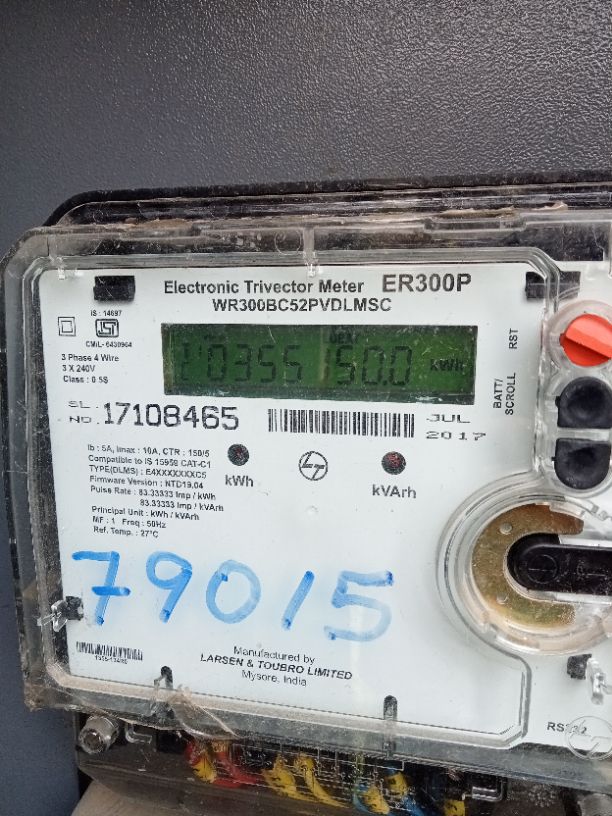 Electronic Trivector Meter ER300P
WR300BC52PVDLMSC
IS : 14697
CM/L- 6430964
3 Phase 4 Wire
3 X 240V
Class : 0.5S
150.0 kWh
RST
BATT/
SCROLL
SL.
NO. 17108465
JUL
2017
Ib : 5A, Imax : 10A, CTR : 150/5
Compatible to IS 15959 CAT-C1
TYPE(DLMS) : E4XXXXXXXC5
Firmware Version : NTD19.04
Pulse Rate : 83.33333 Imp / kWh
83.33333 Imp / kVArh
Principal Unit : kWh / kVArh
MF : 1 Freq : 50Hz
Ref. Temp. : 27°C
kWh
kVArh
79015
Manufactured by
LARSEN & TOUBRO LIMITED
Mysore, India